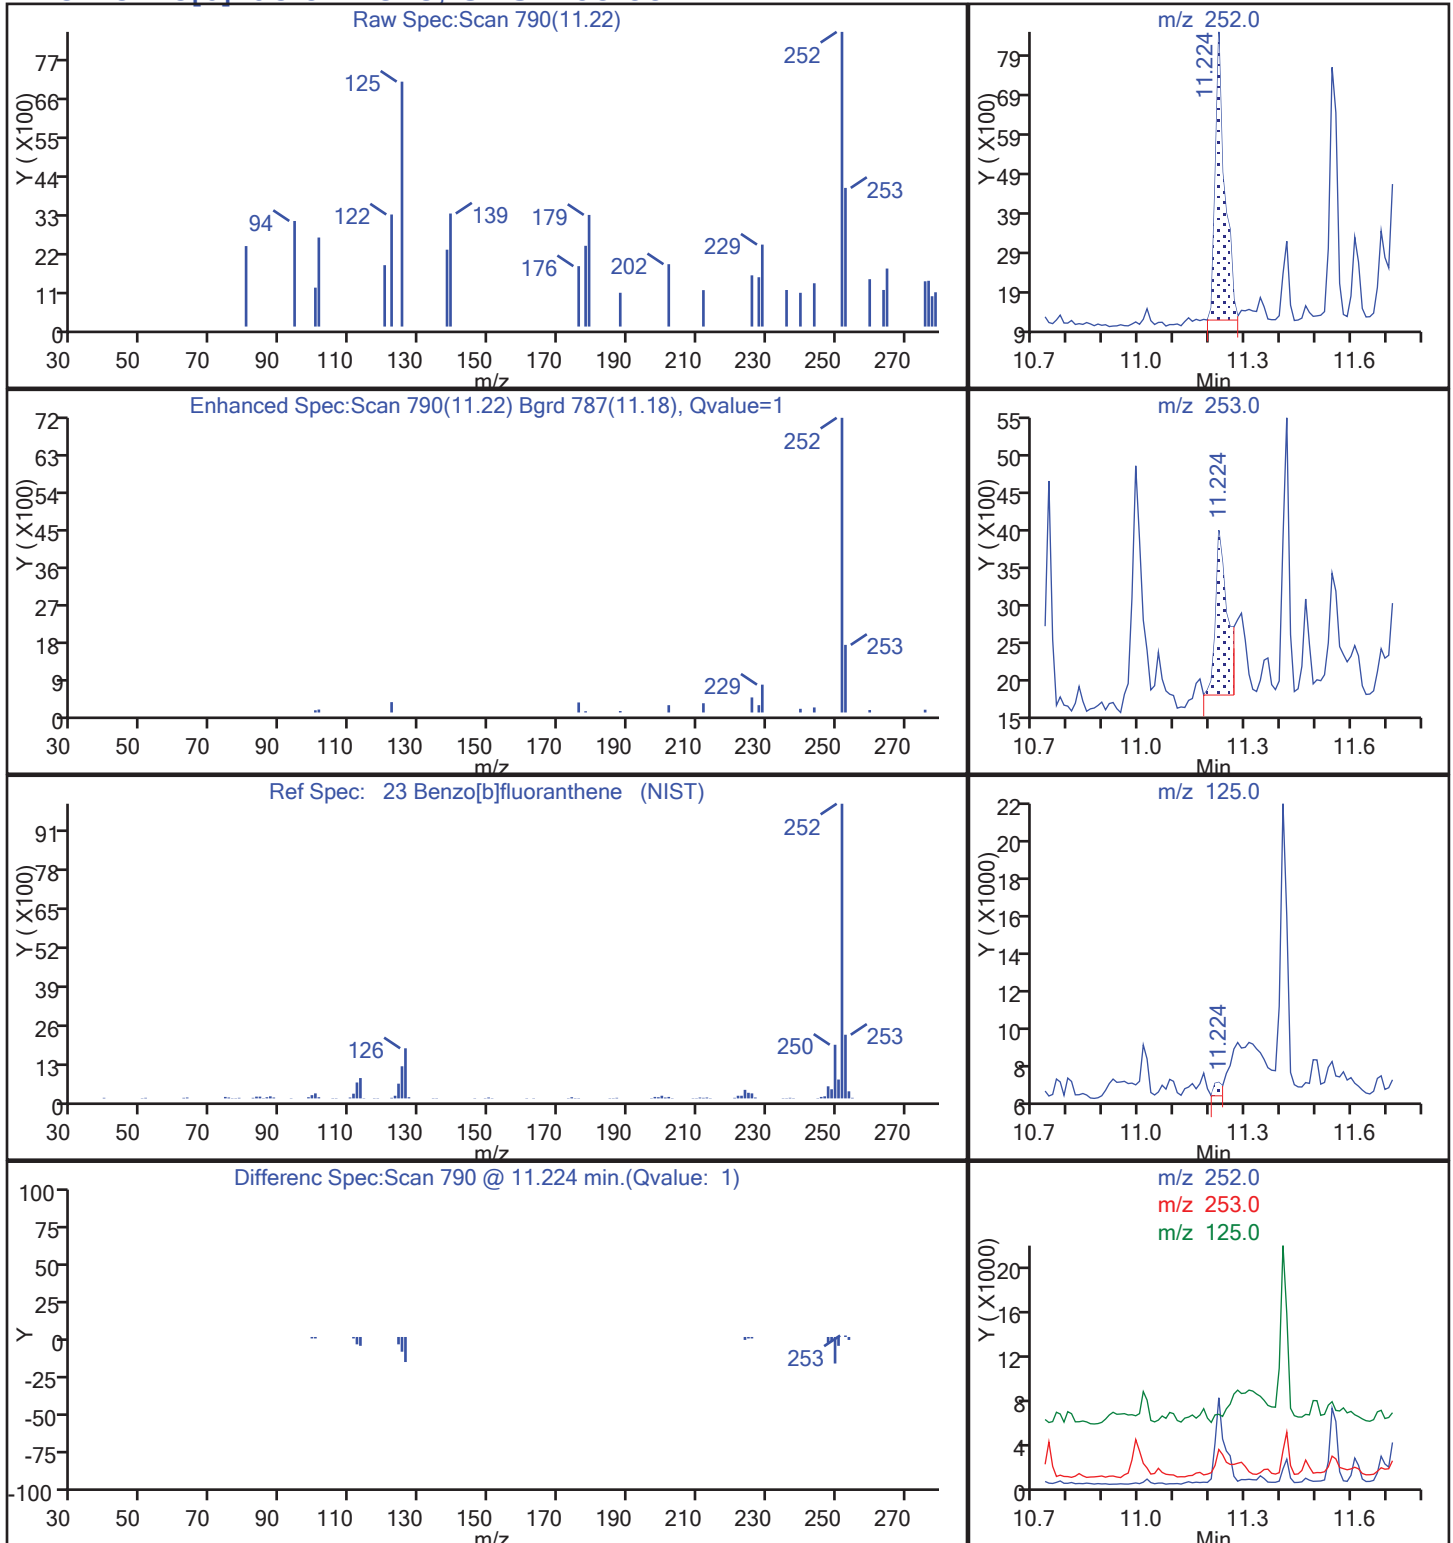 Raw Spec:Scan 790(11.22)
Y ( X100)
77
66
55
44
33
22
11
0
94
122
125
139
176
179
202
229
252
253
30 50 70 90 110 130 150 170 190 210 230 250 270
m/z
m/z 252.0
Y ( X100)
79
69
59
49
39
29
19
9
11.224
10.7 11.0 11.3 11.6
Min
Enhanced Spec:Scan 790(11.22) Bgrd 787(11.18), Qvalue=1
Y ( X100)
72
63
54
45
36
27
18
9
0
229
252
253
30 50 70 90 110 130 150 170 190 210 230 250 270
m/z
m/z 253.0
Y ( X100)
55
50
45
40
35
30
25
20
15
11.224
10.7 11.0 11.3 11.6
Min
Ref Spec: 23 Benzo[b]fluoranthene (NIST)
Y ( X100)
91
78
65
52
39
26
13
0
126
250
252
253
30 50 70 90 110 130 150 170 190 210 230 250 270
m/z
m/z 125.0
Y ( X1000)
22
20
18
16
14
12
10
8
6
11.224
10.7 11.0 11.3 11.6
Min
Differenc Spec:Scan 790 @ 11.224 min.(Qvalue: 1)
Y
100
75
50
25
0
-25
-50
-75
-100
253
30 50 70 90 110 130 150 170 190 210 230 250 270
m/z
m/z 252.0
m/z 253.0
m/z 125.0
Y ( X1000)
20
16
12
8
4
0
10.7 11.0 11.3 11.6
Min